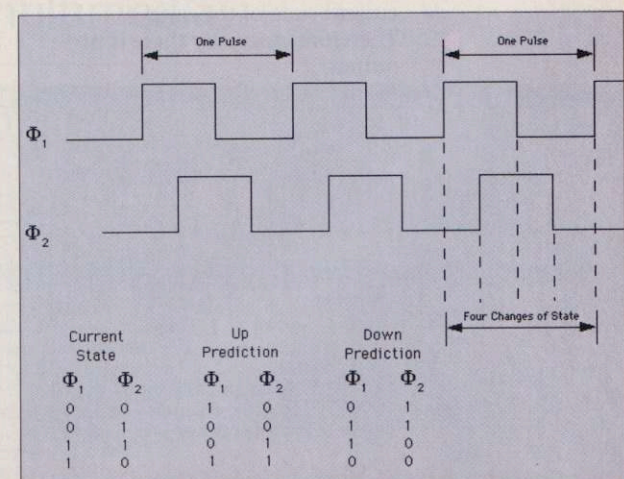 One Pulse One Pulse
Φ1
Φ2
Four Changes of State
Current State Up Prediction Down Prediction
Φ1 Φ2 Φ1 Φ2 Φ1 Φ2
0 0 1 0 0 1
0 1 0 0 1 1
1 1 0 1 1 0
1 0 1 1 0 0